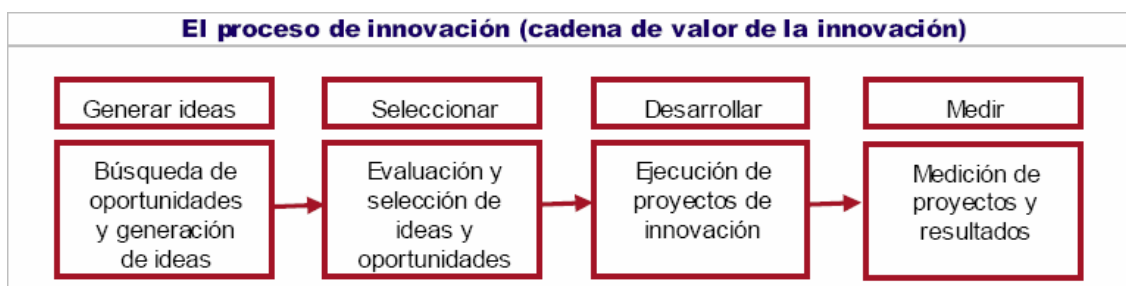 El proceso de innovación (cadena de valor de la innovación)
Generar ideas
Seleccionar
Desarrollar
Medir
Búsqueda de
oportunidades
y generación
de ideas
Evaluación y
selección de
ideas y
oportunidades
Ejecución de
proyectos de
innovación
Medición de
proyectos y
resultados